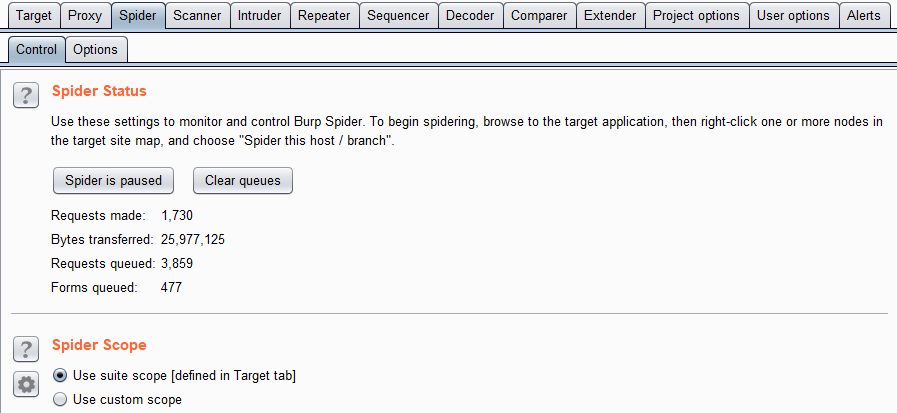 Target Proxy Spider Scanner Intruder Repeater Sequencer Decoder Comparer Extender Project options User options Alerts
Control Options
? Spider Status
Use these settings to monitor and control Burp Spider. To begin spidering, browse to the target application, then right-click one or more nodes in
the target site map, and choose "Spider this host / branch".
Spider is paused Clear queues
Requests made: 1,730
Bytes transferred: 25,977,125
Requests queued: 3,859
Forms queued: 477
? Spider Scope
Use suite scope [defined in Target tab]
Use custom scope